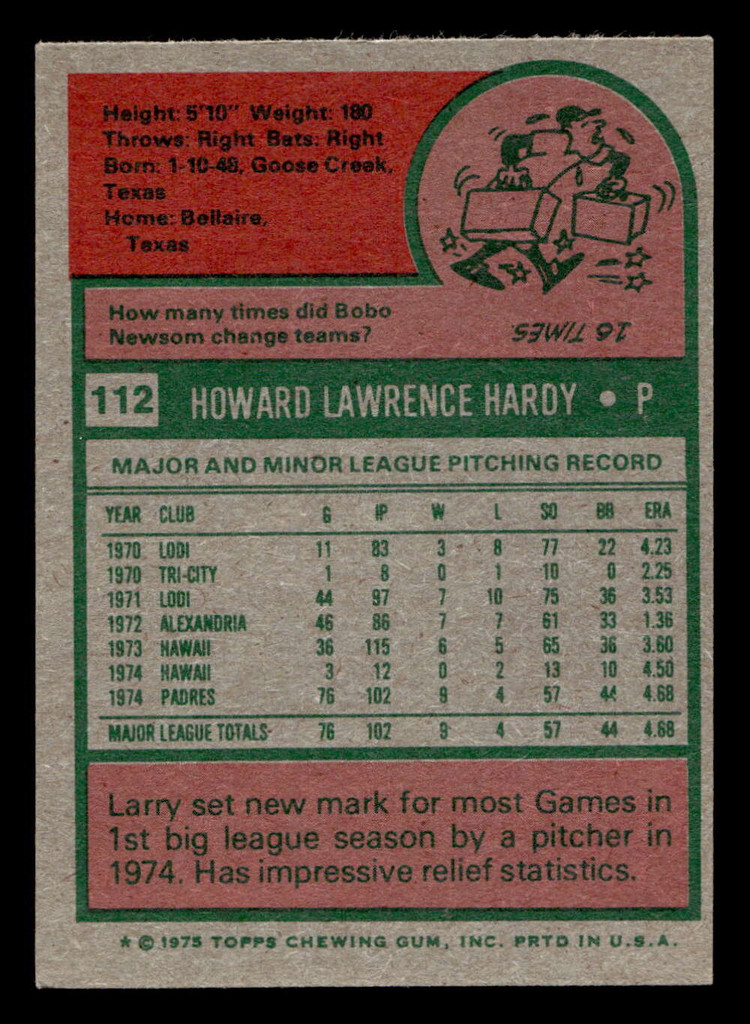 Height: 5'10" Weight: 180
Throws: Right Bats: Right
Born: 1-10-48, Goose Creek,
Texas
Home: Bellaire,
Texas
How many times did Bobo
Newsom change teams?
16 TIMES.
112 HOWARD LAWRENCE HARDY • P
MAJOR AND MINOR LEAGUE PITCHING RECORD
YEAR CLUB G IP W L SO BB ERA
1970 LODI 11 83 3 8 77 22 4.23
1970 TRI-CITY 1 8 0 1 10 0 2.25
1971 LODI 44 97 7 10 75 36 3.53
1972 ALEXANDRIA 46 86 7 7 61 33 1.36
1973 HAWAII 36 115 6 5 65 36 3.60
1974 HAWAII 3 12 0 2 13 10 4.50
1974 PADRES 76 102 9 4 57 44 4.68
MAJOR LEAGUE TOTALS- 76 102 9 4 57 44 4.68
Larry set new mark for most Games in
1st big league season by a pitcher in
1974. Has impressive relief statistics.
* © 1975 TOPPS CHEWING GUM, INC. PRTD IN U.S.A.